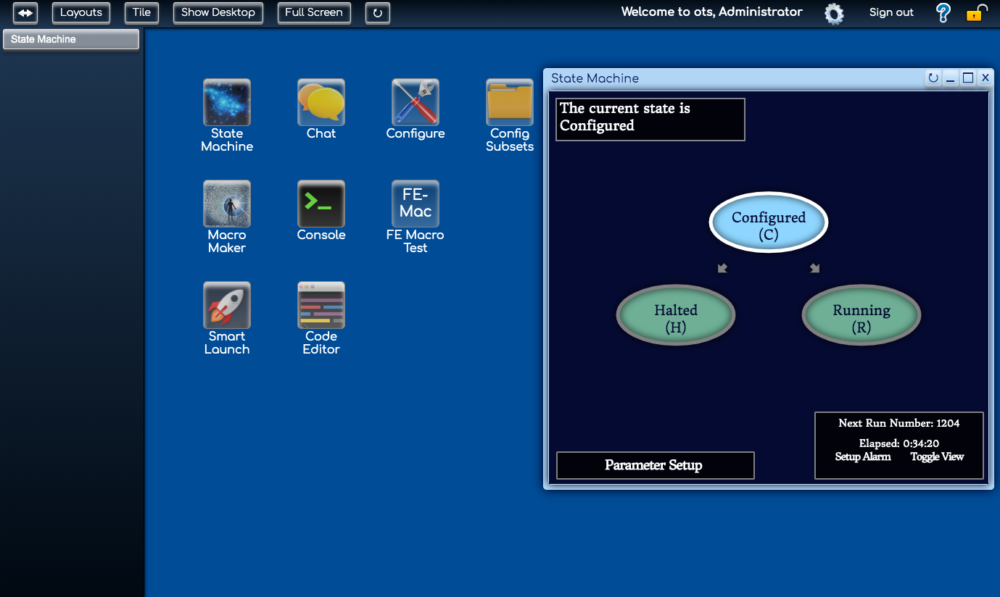 Layouts
Tile
Show Desktop
Full Screen
Welcome to ots, Administrator
Sign out
State Machine
State
Machine
Chat
Configure
Config
Subsets
Macro
Maker
Console
FE-
Mac
FE Macro
Test
Smart
Launch
Code
Editor
State Machine
The current state is
Configured
Configured
(C)
Halted
(H)
Running
(R)
Next Run Number: 1204
Elapsed: 0:34:20
Setup Alarm Toggle View
Parameter Setup